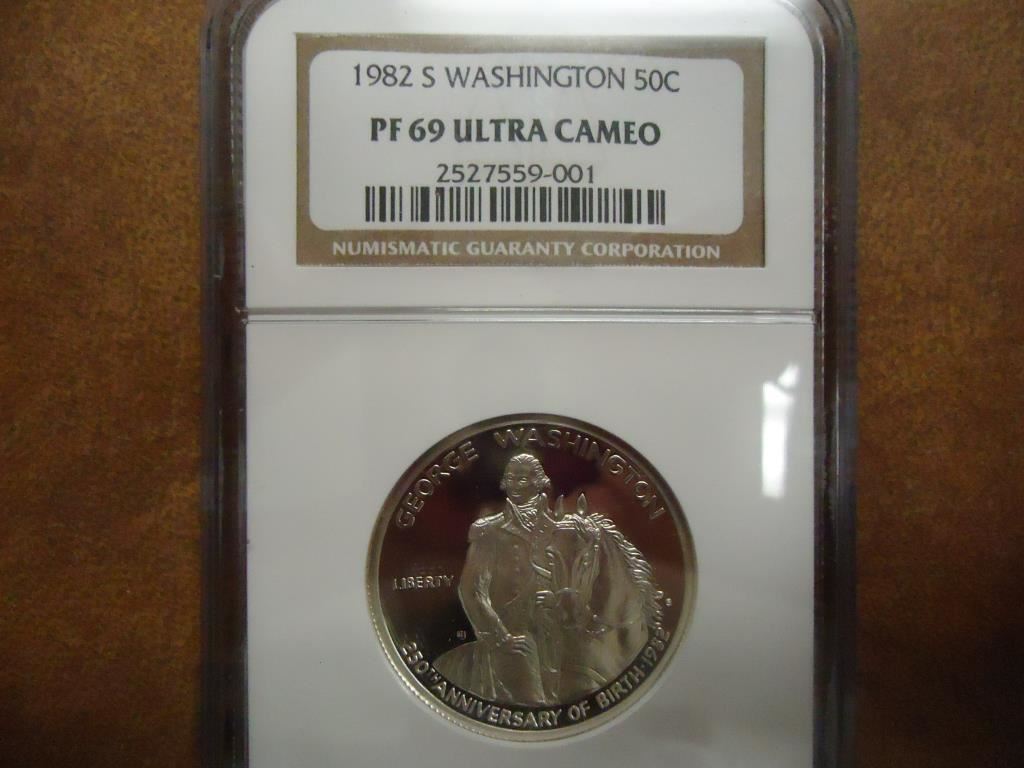 1982 S WASHINGTON 50C
PF 69 ULTRA CAMEO
2527559-001
NUMISMATIC GUARANTY CORPORATION
GEORGE WASHINGTON
LIBERTY
EJ
S
250TH ANNIVERSARY OF BIRTH·1982